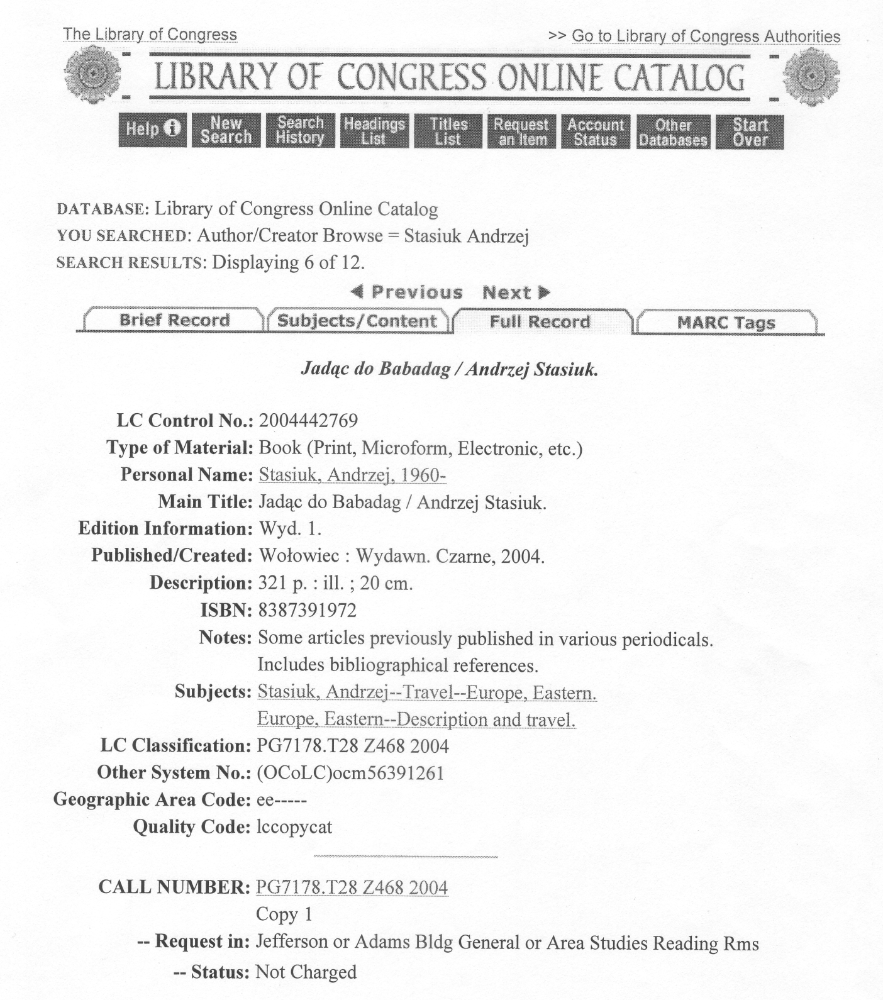 The Library of Congress >> Go to Library of Congress Authorities
LIBRARY OF CONGRESS ONLINE CATALOG
Help New Search Search History Headings List Titles List Request an Item Account Status Other Databases Start Over
DATABASE: Library of Congress Online Catalog
YOU SEARCHED: Author/Creator Browse = Stasiuk Andrzej
SEARCH RESULTS: Displaying 6 of 12.
◀ Previous Next ▶
Brief Record Subjects/Content Full Record MARC Tags
Jadąc do Babadag / Andrzej Stasiuk.
LC Control No.: 2004442769
Type of Material: Book (Print, Microform, Electronic, etc.)
Personal Name: Stasiuk, Andrzej, 1960-
Main Title: Jadąc do Babadag / Andrzej Stasiuk.
Edition Information: Wyd. 1.
Published/Created: Wołowiec : Wydawn. Czarne, 2004.
Description: 321 p. : ill. ; 20 cm.
ISBN: 8387391972
Notes: Some articles previously published in various periodicals.
Includes bibliographical references.
Subjects: Stasiuk, Andrzej--Travel--Europe, Eastern.
Europe, Eastern--Description and travel.
LC Classification: PG7178.T28 Z468 2004
Other System No.: (OCoLC)ocm56391261
Geographic Area Code: ee-----
Quality Code: lccopycat
CALL NUMBER: PG7178.T28 Z468 2004
Copy 1
-- Request in: Jefferson or Adams Bldg General or Area Studies Reading Rms
-- Status: Not Charged